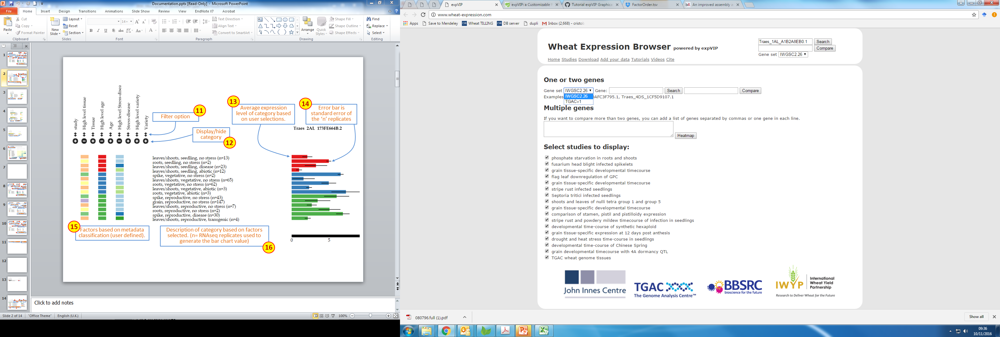 Documentation.pptx [Read-Only] - Microsoft PowerPoint
File Home Insert Design Transitions Animations Slide Show Review View EndNote X7 Acrobat
Paste
Cut
Copy
Format Painter
Clipboard
New Slide
Layout
Reset
Section
Slides
14
Font
Paragraph
Text Direction
Align Text
Convert to SmartArt
Arrange
Quick Styles
Shape Fill
Shape Outline
Shape Effects
Drawing
Find
Replace
Select
Editing
1
2
3
4
5
6
7
8
9
10
11
12
13
14
study
High level tissue
Tissue
High level age
Age
High level Stress-disea
Stress-disease
High level variety
Variety
11
Filter option
Display/hide
category
12
13
Average expression
level of category based
on user selections.
14
Error bar is
standard error of
the ‘n’ replicates
Traes 2AL 173FE664B.2
leaves/shoots, seedling, no stress (n=13)
roots, seedling, no stress (n=2)
leaves/shoots, seedling, disease (n=23)
leaves/shoots, seedling, abiotic (n=12)
spike, vegetative, no stress (n=2)
leaves/shoots, vegetative, no stress (n=65)
roots, vegetative, no stress (n=62)
leaves/shoots, vegetative, abiotic (n=3)
roots, vegetative, abiotic (n=3)
spike, reproductive, no stress (n=43)
grain, reproductive, no stress (n=147)
leaves/shoots, reproductive, no stress (n=7)
roots, reproductive, no stress (n=2)
spike, reproductive, disease (n=30)
leaves/shoots, reproductive, transgenic (n=4)
0 5
15
Factors based on metadata
classification (user defined).
Description of category based on factors
selected. (n= RNAseq replicates used to
generate the bar chart value)
16
Click to add notes
Slide 2 of 14 "Office Theme" English (U.K.) 100%
expVIP
expVIP: a Customizable
Tutorial expVIP Graphica
FactorOrder.tsv
An improved assembly a
www.wheat-expression.com
Apps Save to Mendeley Wheat TILLING DB server dupli Inbox (2,668) - cristob
Wheat Expression Browser powered by expVIP
Home Studies Download Add your data Tutorials Videos Cite
Traes_1AL_A1B2A8EB0.1 Search
Compare
Gene set IWGSC2.26
One or two genes
Gene set IWGSC2.26 Gene: Search Compare
IWGSC2.26
TGACv1
Examples 0AFC3F795.1, Traes_4DS_1CF5D9107.1
Multiple genes
If you want to compare more than two genes, you can add a list of genes separated by commas or one gene in each line.
Heatmap
Select studies to display:
phosphate starvation in roots and shoots
fusarium head blight infected spikelets
grain tissue-specific developmental timecourse
flag leaf downregulation of GPC
grain tissue-specific developmental timecourse
stripe rust infected seedlings
Septoria tritici infected seedlings
shoots and leaves of nulli tetra group 1 and group 5
grain tissue-specific developmental timecourse
comparison of stamen, pistil and pistilloidy expression
stripe rust and powdery mildew timecourse of infection in seedlings
developmental time-course of synthetic hexaploid
grain tissue-specific expression at 12 days post anthesis
drought and heat stress time-course in seedlings
developmental time-course of Chinese Spring
grain developmental timecourse with 4A dormancy QTL
TGAC wheat genome tissues
John Innes Centre
TGAC
The Genome Analysis Centre™
BBSRC
bioscience for the future
IWYP
International
Wheat Yield
Partnership
Research to Deliver Wheat for the Future
080796.full (1).pdf
Show all
09:36
10/11/2016